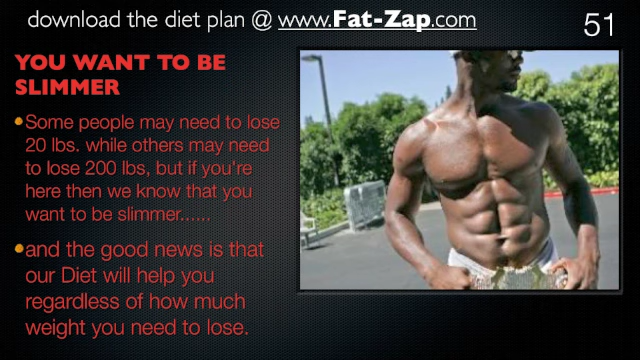 download the diet plan @ www.Fat-Zap.com
51
YOU WANT TO BE
SLIMMER
•Some people may need to lose
20 lbs. while others may need
to lose 200 lbs, but if you're
here then we know that you
want to be slimmer......
•and the good news is that
our Diet will help you
regardless of how much
weight you need to lose.